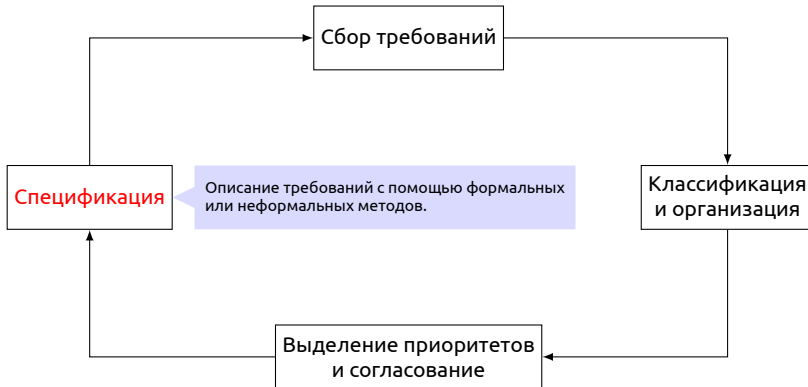 Сбор требований
Спецификация
Описание требований с помощью формальных
или неформальных методов.
Классификация
и организация
Выделение приоритетов
и согласование